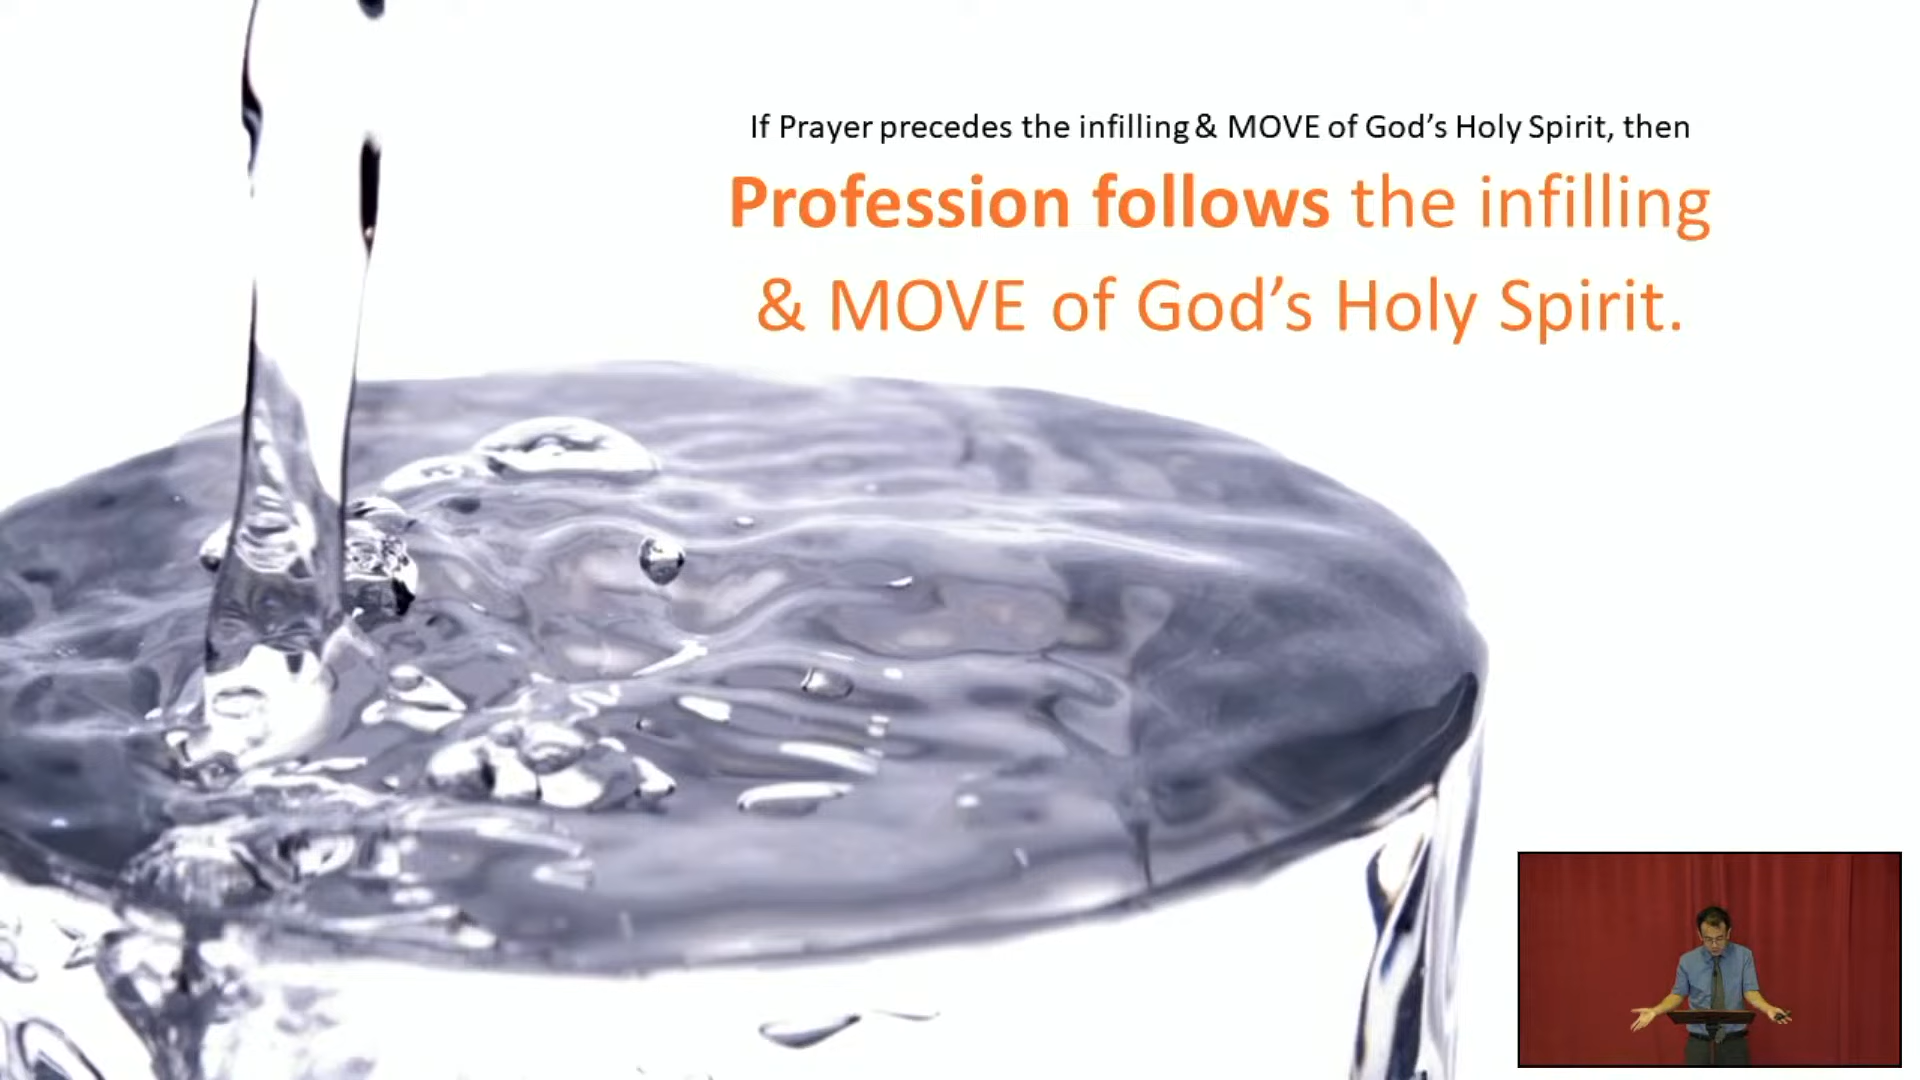 If Prayer precedes the infilling & MOVE of God’s Holy Spirit, then
Profession follows the infilling
& MOVE of God’s Holy Spirit.